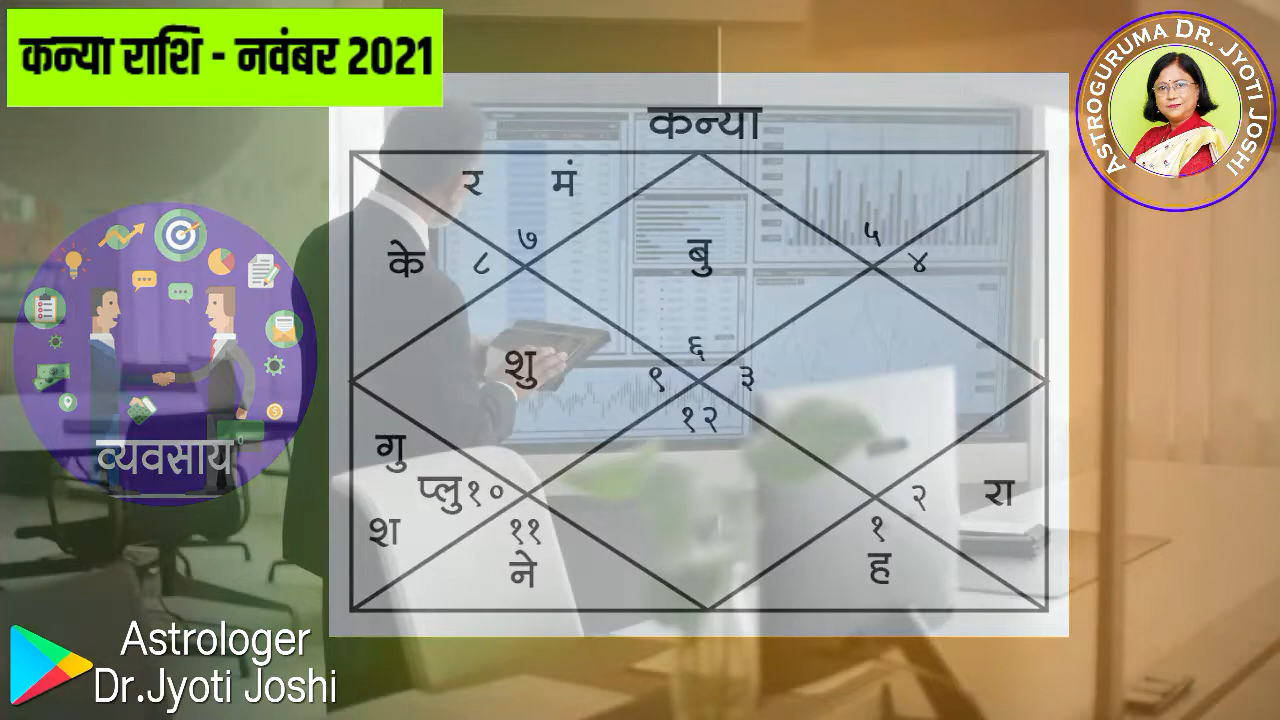 कन्या राशि - नवंबर 2021
ASTROGURUMA DR. JYOTI JOSHI
कन्या
र मं
७
५
के ८
बु
४
शु
६
९ ३
१२
गु
प्लु १०
२ रा
श
११
१
ने
ह
व्यवसाय
Astrologer
Dr.Jyoti Joshi